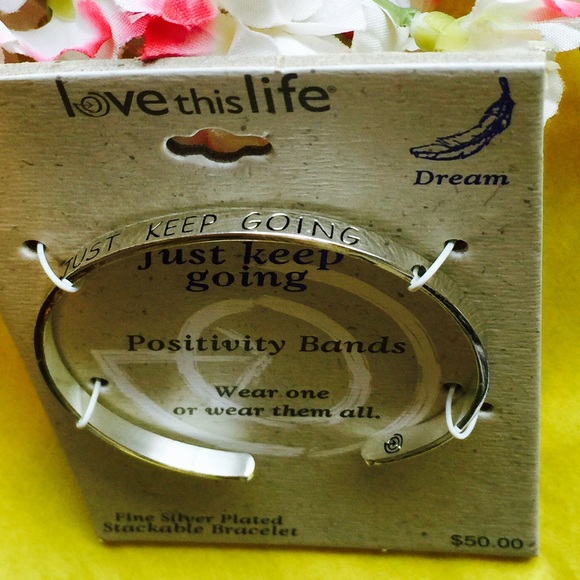 love this life®
Dream
JUST KEEP GOING
just keep
going
Positivity Bands
Wear one
or wear them all.
Fine Silver Plated
Stackable Bracelet
$50.00